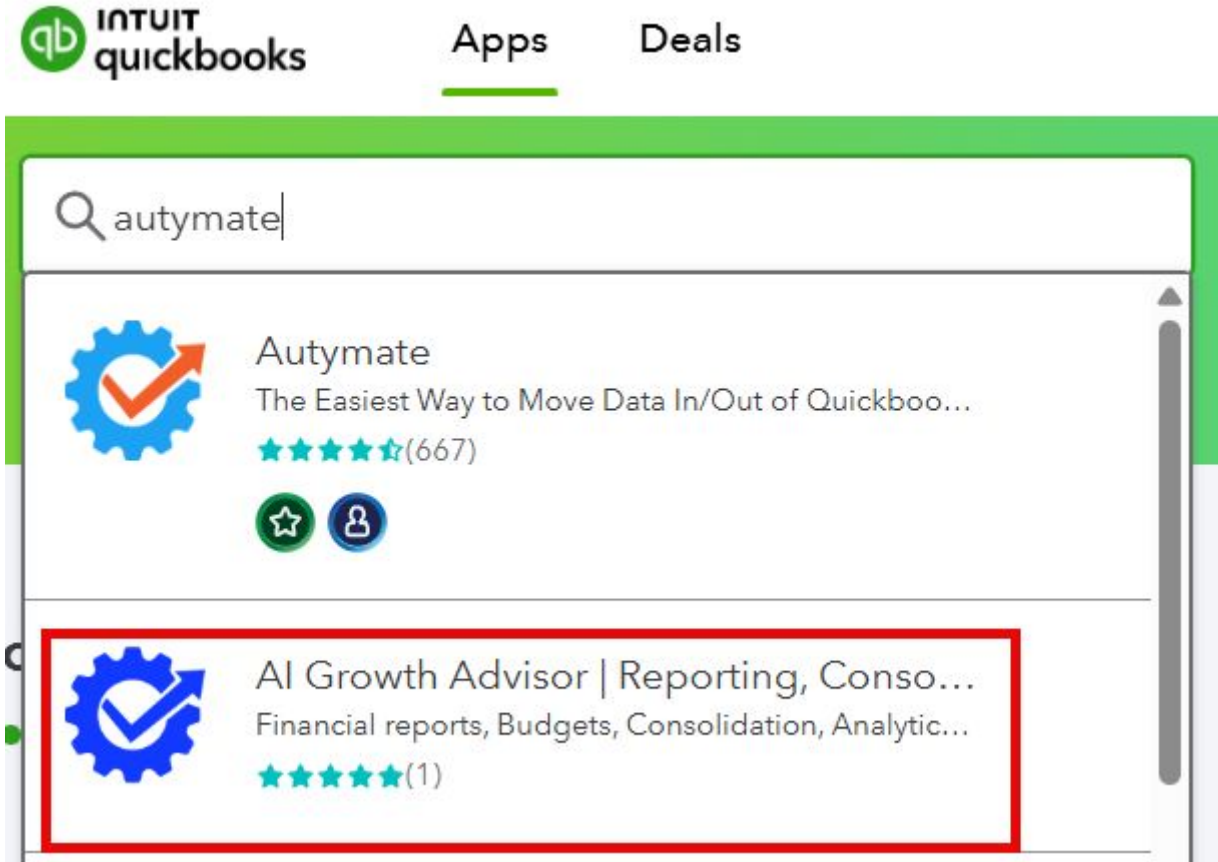 qb INTUIT
quickbooks
Apps
Deals
autymate
Autymate
The Easiest Way to Move Data In/Out of Quickboo...
(667)
AI Growth Advisor | Reporting, Conso...
Financial reports, Budgets, Consolidation, Analytic...
(1)